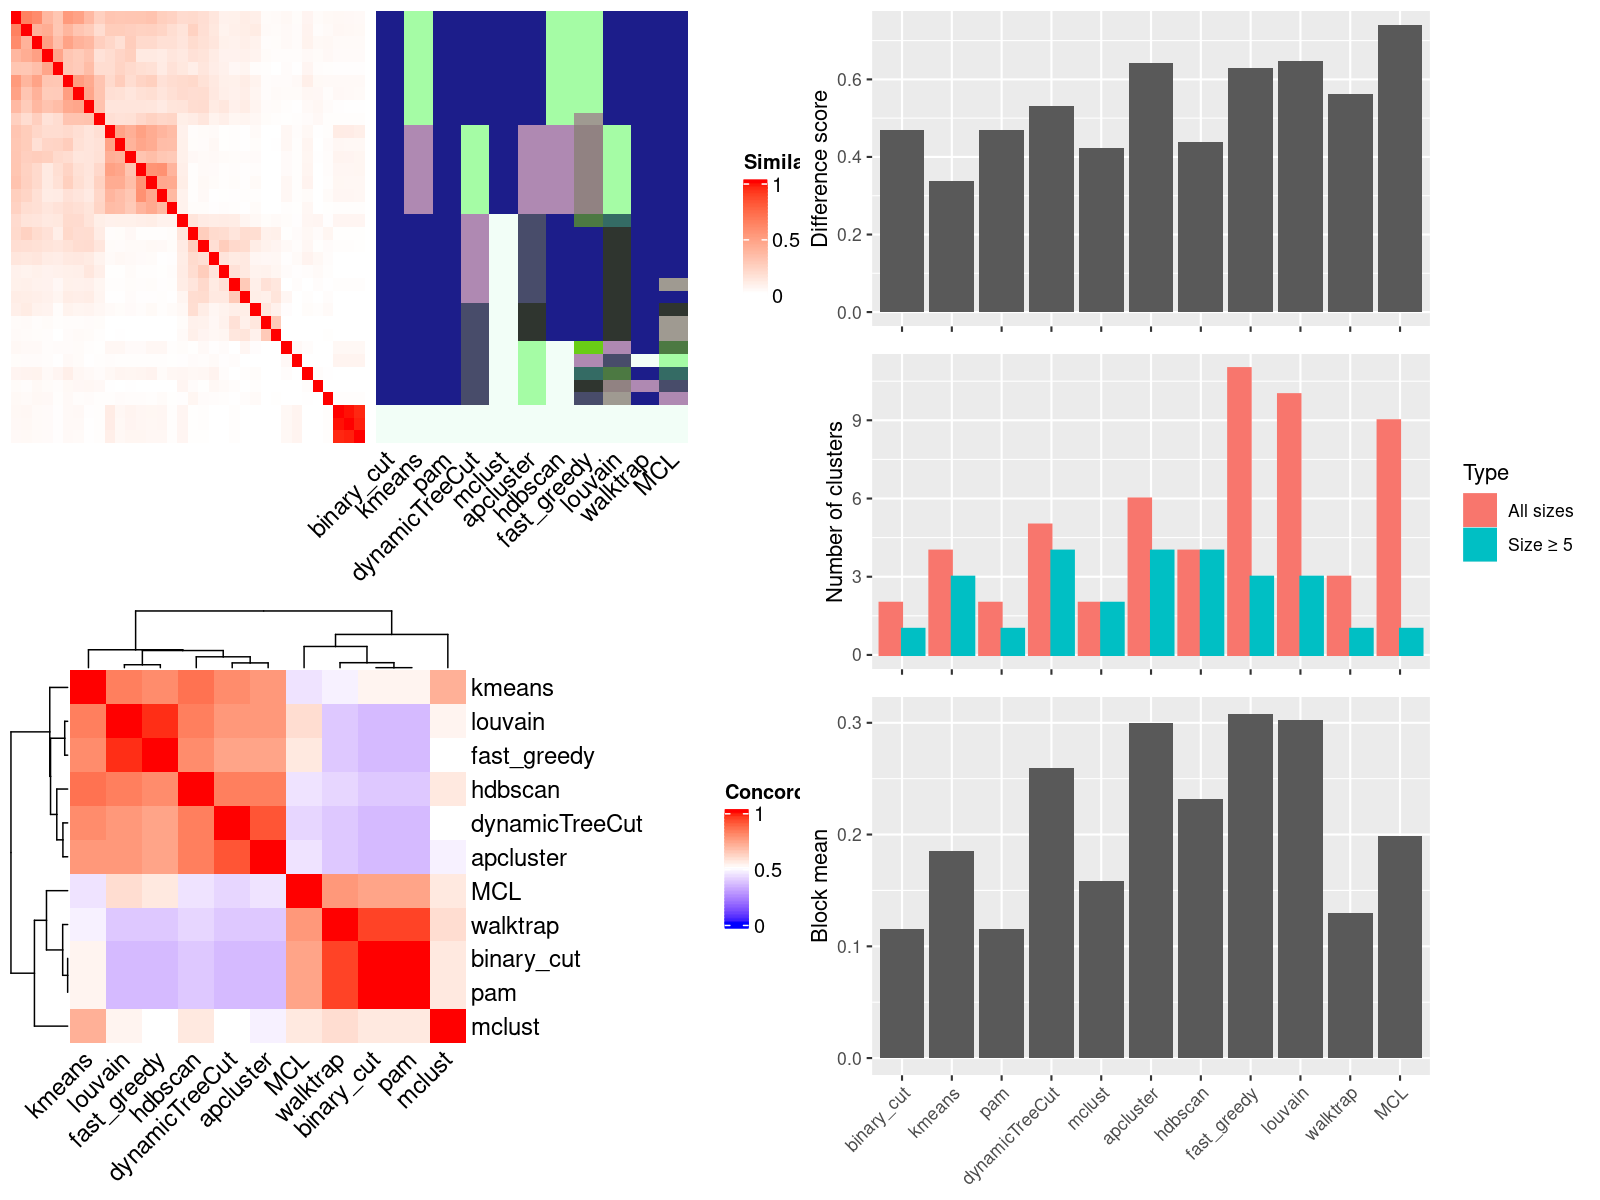 Simila
1
0.5
0
binary_cut
kmeans
pam
dynamicTreeCut
mclust
apcluster
hdbscan
fast_greedy
louvain
walktrap
MCL
kmeans
louvain
fast_greedy
hdbscan
dynamicTreeCut
apcluster
MCL
walktrap
binary_cut
pam
mclust
kmeans
louvain
fast_greedy
hdbscan
dynamicTreeCut
apcluster
MCL
walktrap
binary_cut
pam
mclust
Concord
1
0.5
0
Difference score
0.6
0.4
0.2
0.0
Number of clusters
9
6
3
0
Type
All sizes
Size ≥ 5
Block mean
0.3
0.2
0.1
0.0
binary_cut
kmeans
pam
dynamicTreeCut
mclust
apcluster
hdbscan
fast_greedy
louvain
walktrap
MCL